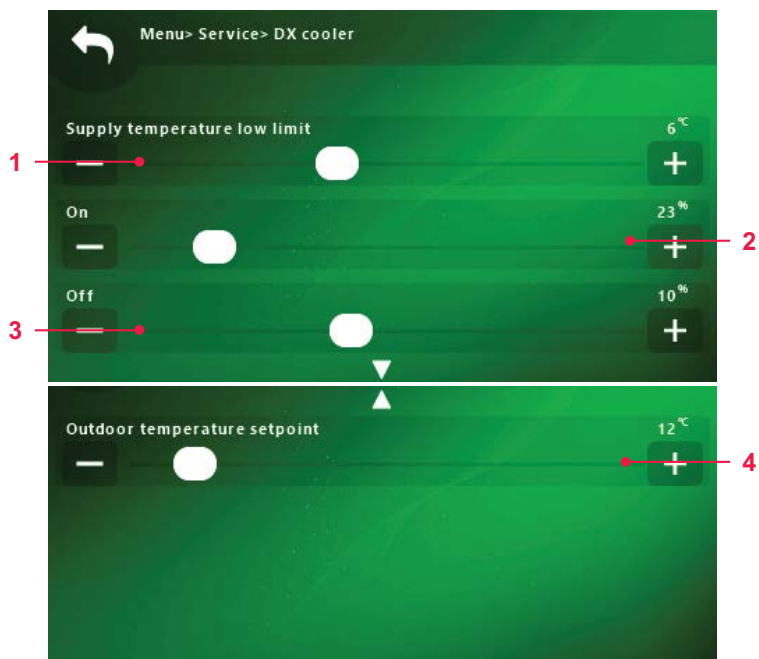 Menu> Service> DX cooler
Supply temperature low limit 6 °C
1
On 23 %
2
Off 10 %
3
Outdoor temperature setpoint 12 °C
4